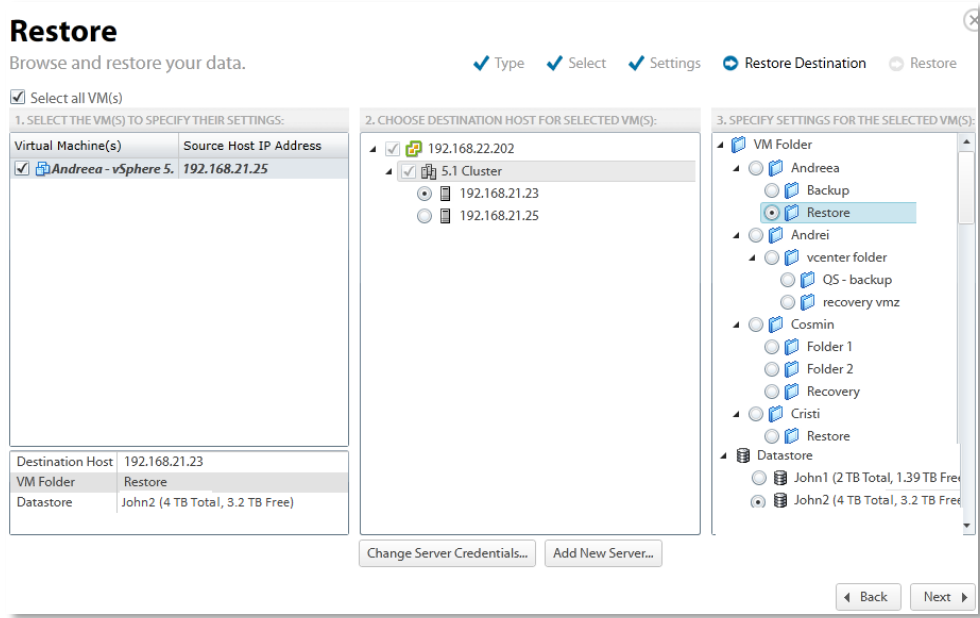 Restore
Browse and restore your data.
Type Select Settings Restore Destination Restore
Select all VM(s)
1. SELECT THE VM(S) TO SPECIFY THEIR SETTINGS:
Virtual Machine(s) Source Host IP Address
Andreea - vSphere 5. 192.168.21.25
Destination Host 192.168.21.23
VM Folder Restore
Datastore John2 (4 TB Total, 3.2 TB Free)
2. CHOOSE DESTINATION HOST FOR SELECTED VM(S):
192.168.22.202
5.1 Cluster
192.168.21.23
192.168.21.25
Change Server Credentials... Add New Server...
3. SPECIFY SETTINGS FOR THE SELECTED VM(S):
VM Folder
Andreea
Backup
Restore
Andrei
vcenter folder
QS - backup
recovery vmz
Cosmin
Folder 1
Folder 2
Recovery
Cristi
Restore
Datastore
John1 (2 TB Total, 1.39 TB Free
John2 (4 TB Total, 3.2 TB Free
Back Next